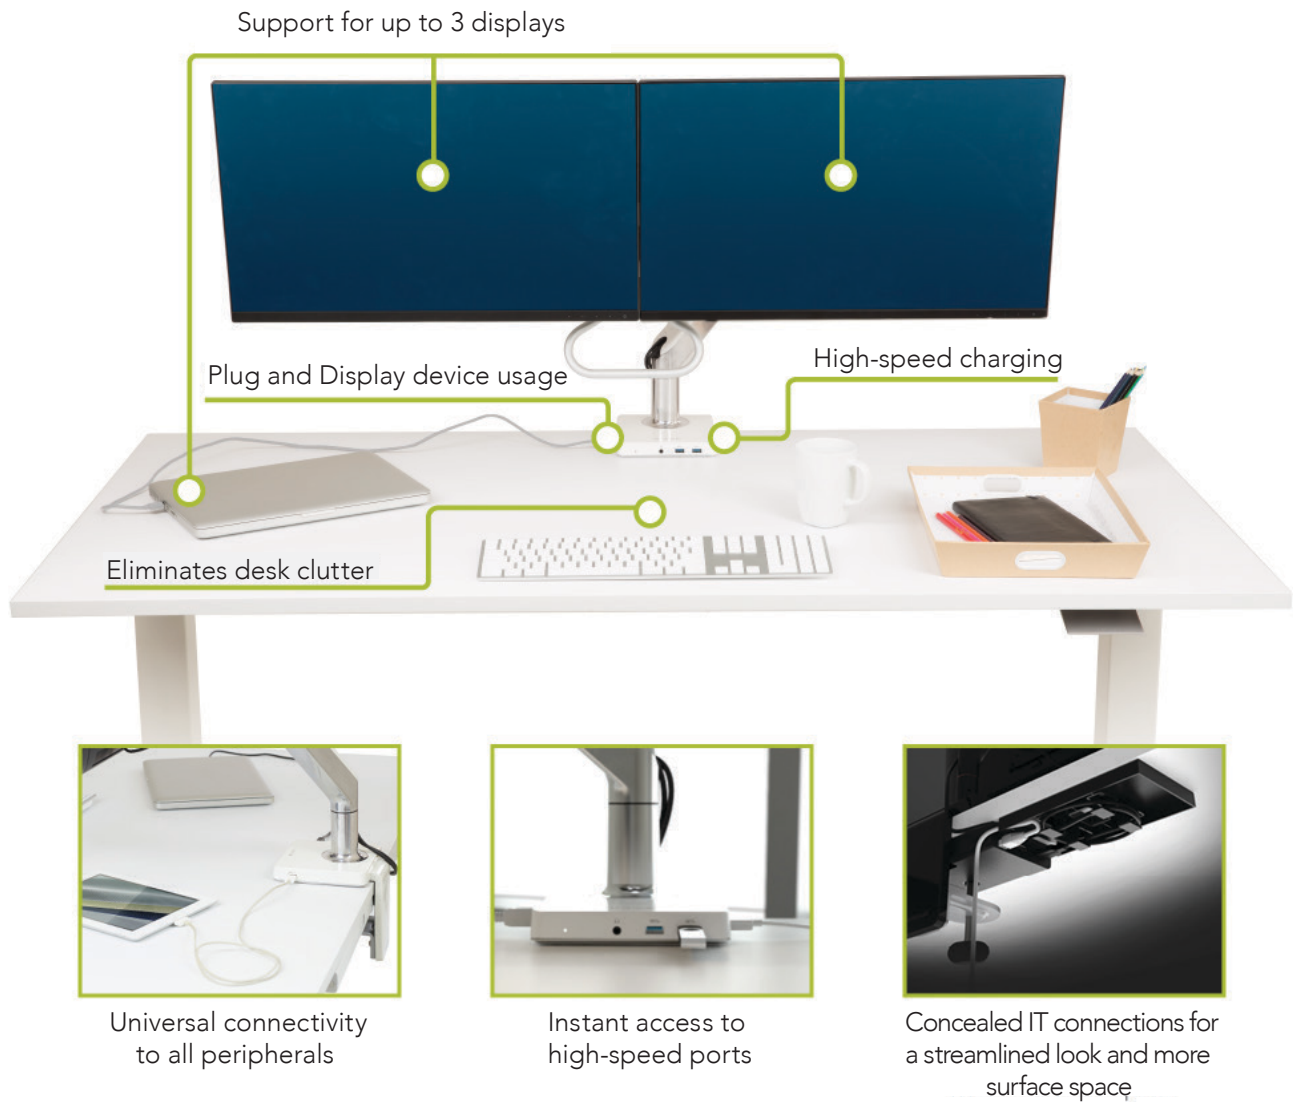 Support for up to 3 displays
Plug and Display device usage
High-speed charging
Eliminates desk clutter
Universal connectivity
to all peripherals
Instant access to
high-speed ports
Concealed IT connections for
a streamlined look and more
surface space